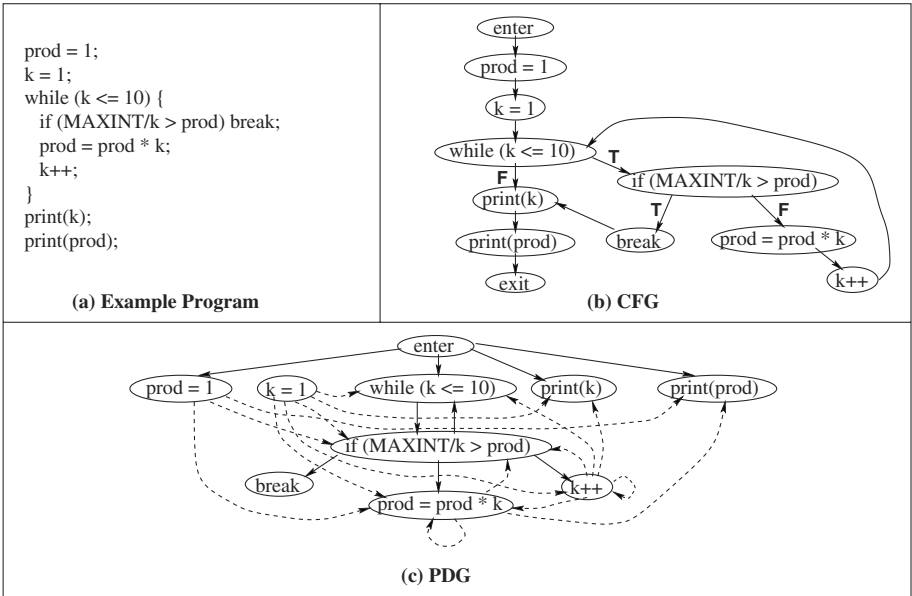 prod = 1;
k = 1;
while (k <= 10) {
if (MAXINT/k > prod) break;
prod = prod * k;
k++;
}
print(k);
print(prod);
(a) Example Program
enter
prod = 1
k = 1
while (k <= 10)
T
if (MAXINT/k > prod)
F
print(k)
T
F
print(prod)
break
prod = prod * k
exit
k++
(b) CFG
enter
prod = 1
k = 1
while (k <= 10)
print(k)
print(prod)
if (MAXINT/k > prod)
break
k++
prod = prod * k
(c) PDG